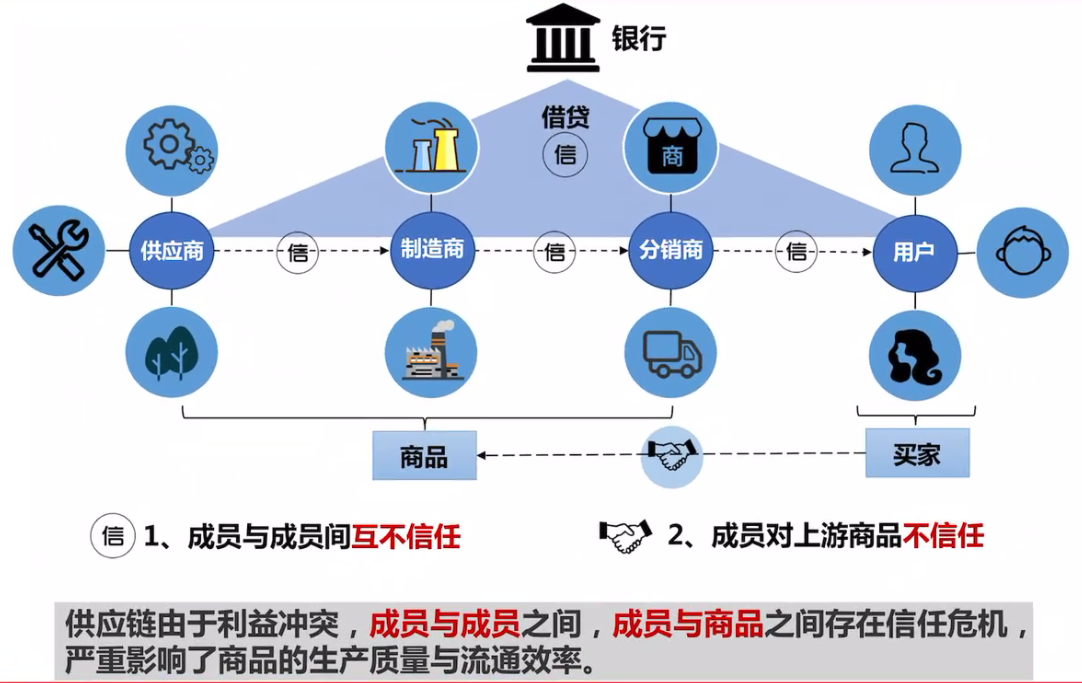 银行
借贷
信
商
供应商
信
制造商
信
分销商
信
用户
商品
买家
信 1、成员与成员间互不信任
2、成员对上游商品不信任
供应链由于利益冲突，成员与成员之间，成员与商品之间存在信任危机，
严重影响了商品的生产质量与流通效率。